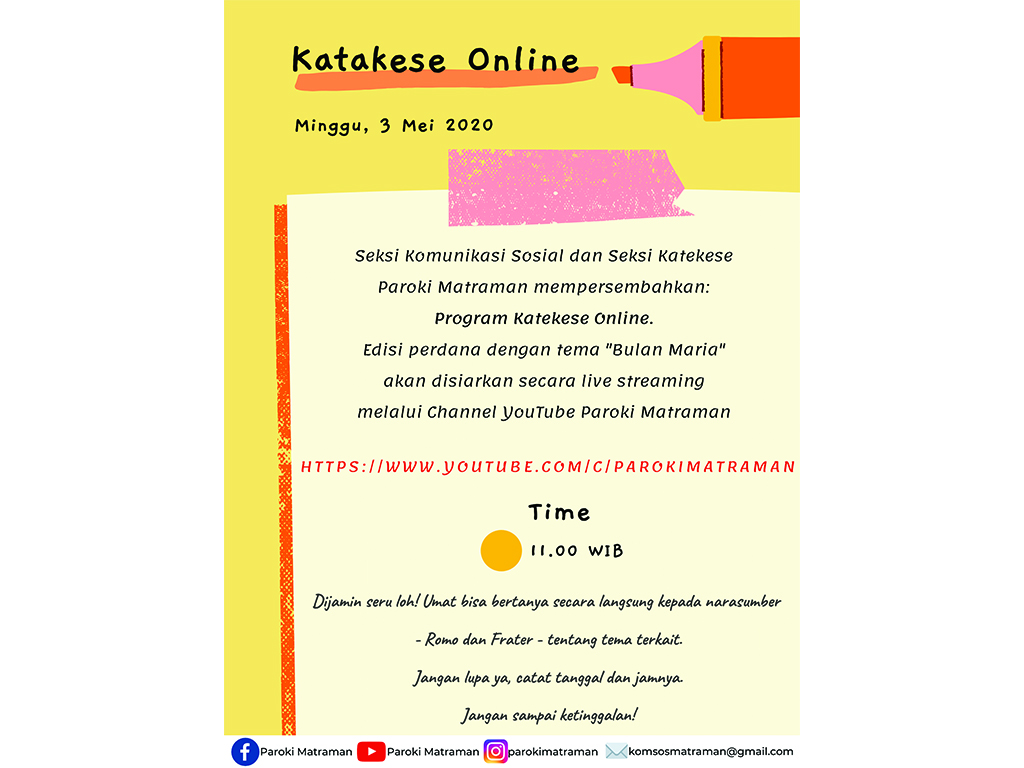 Katakese Online
Minggu, 3 Mei 2020
Seksi Komunikasi Sosial dan Seksi Katekese
Paroki Matraman mempersembahkan:
Program Katekese Online.
Edisi perdana dengan tema "Bulan Maria"
akan disiarkan secara live streaming
melalui Channel YouTube Paroki Matraman
HTTPS://WWW.YOUTUBE.COM/C/PAROKIMATRAMAN
Time
11.00 WIB
Dijamin seru loh! Umat bisa bertanya secara langsung kepada narasumber
- Romo dan Frater - tentang tema terkait.
Jangan lupa ya, catat tanggal dan jamnya.
Jangan sampai ketinggalan!
Paroki Matraman Paroki Matraman parokimatraman komsosmatraman@gmail.com